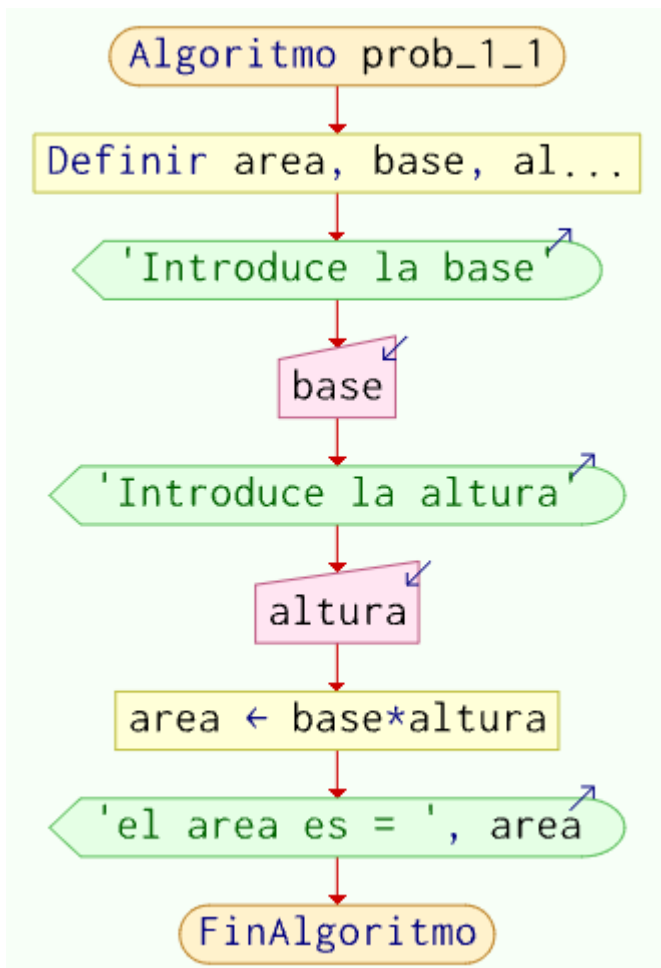 Algoritmo prob_1_1
Definir area, base, al...
'Introduce la base'
base
'Introduce la altura'
altura
area ← base*altura
'el area es = ', area
FinAlgoritmo